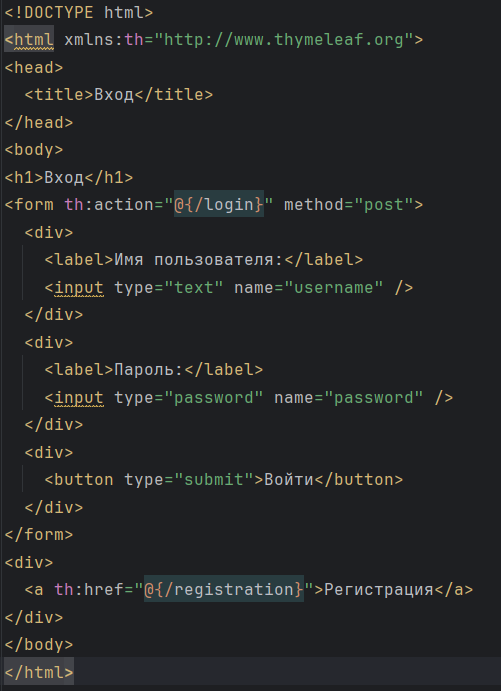 <!DOCTYPE html>
<html xmlns:th="http://www.thymeleaf.org">
<head>
  <title>Вход</title>
</head>
<body>
<h1>Вход</h1>
<form th:action="@{/login}" method="post">
  <div>
    <label>Имя пользователя:</label>
    <input type="text" name="username" />
  </div>
  <div>
    <label>Пароль:</label>
    <input type="password" name="password" />
  </div>
  <div>
    <button type="submit">Войти</button>
  </div>
</form>
<div>
  <a th:href="@{/registration}">Регистрация</a>
</div>
</body>
</html>